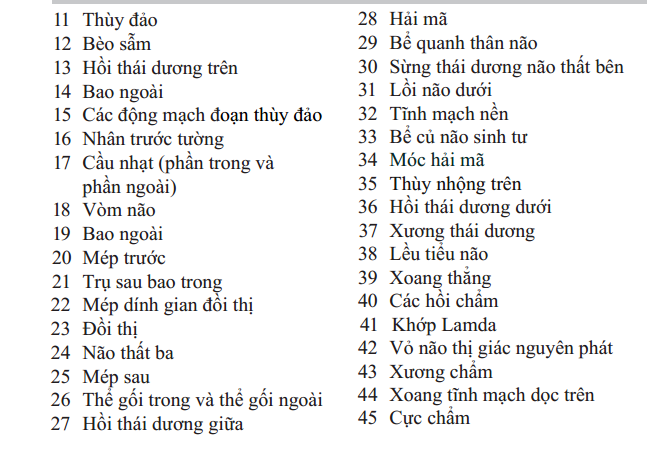 11 Thùy đảo
12 Bèo sẫm
13 Hồi thái dương trên
14 Bao ngoài
15 Các động mạch đoạn thùy đảo
16 Nhân trước tường
17 Cầu nhạt (phần trong và
phần ngoài)
18 Vòm não
19 Bao ngoài
20 Mép trước
21 Trụ sau bao trong
22 Mép dính gian đồi thị
23 Đồi thị
24 Não thất ba
25 Mép sau
26 Thể gối trong và thể gối ngoài
27 Hồi thái dương giữa
28 Hải mã
29 Bể quanh thân não
30 Sừng thái dương não thất bên
31 Lồi não dưới
32 Tĩnh mạch nền
33 Bể củ não sinh tư
34 Móc hải mã
35 Thùy nhộng trên
36 Hồi thái dương dưới
37 Xương thái dương
38 Lều tiểu não
39 Xoang thẳng
40 Các hồi chẩm
41 Khớp Lamda
42 Vỏ não thị giác nguyên phát
43 Xương chẩm
44 Xoang tĩnh mạch dọc trên
45 Cực chẩm